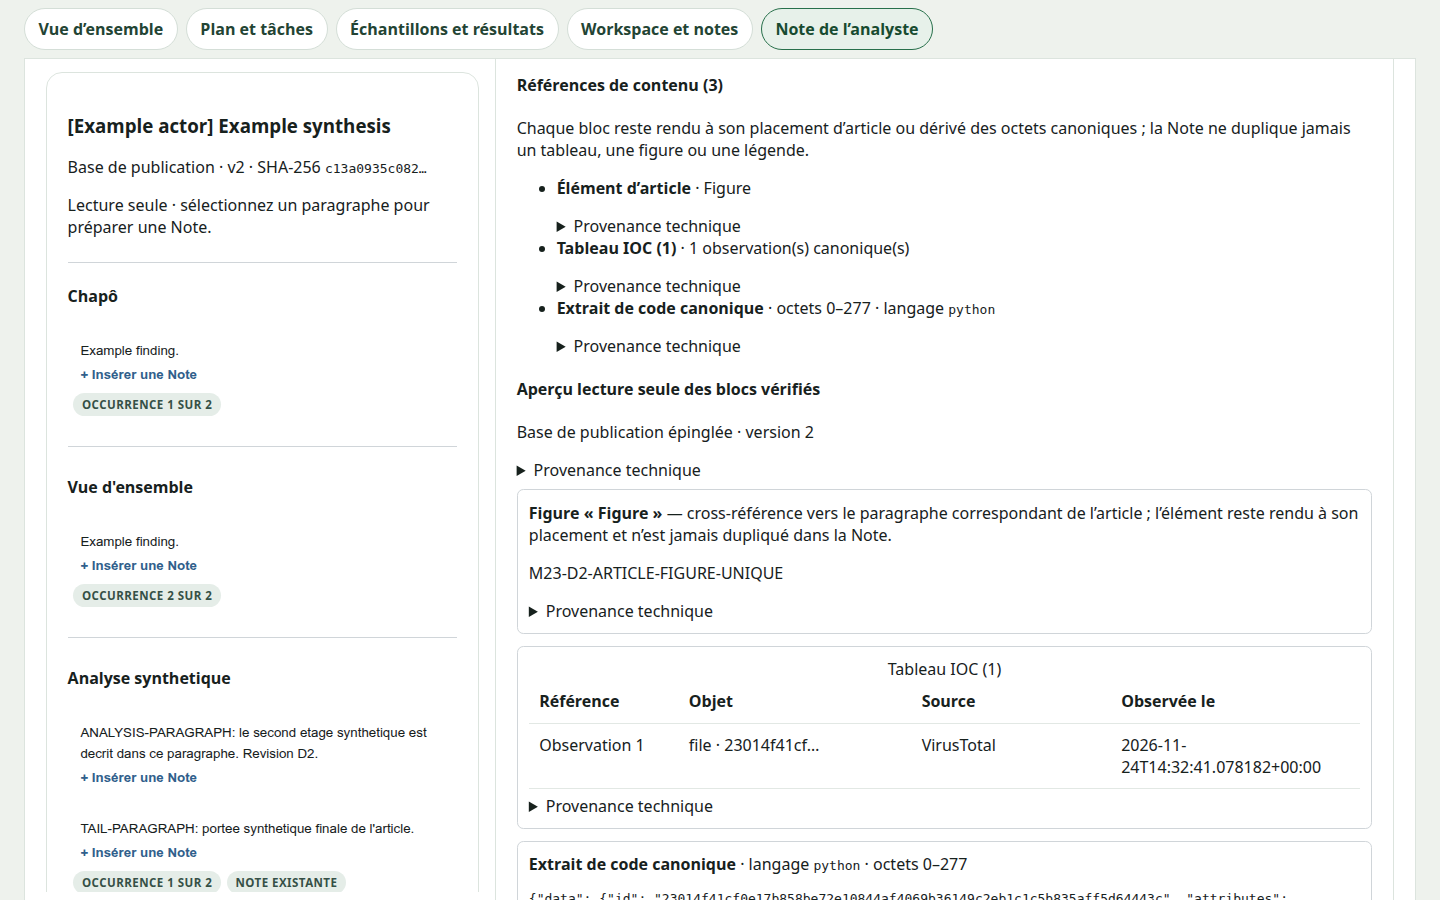 Vue d’ensemble
Plan et tâches
Échantillons et résultats
Workspace et notes
Note de l’analyste
[Example actor] Example synthesis
Base de publication · v2 · SHA-256 c13a0935c082…
Lecture seule · sélectionnez un paragraphe pour
préparer une Note.
Chapô
Example finding.
+ Insérer une Note
OCCURRENCE 1 SUR 2
Vue d'ensemble
Example finding.
+ Insérer une Note
OCCURRENCE 2 SUR 2
Analyse synthetique
ANALYSIS-PARAGRAPH: le second etage synthetique est
decrit dans ce paragraphe. Revision D2.
+ Insérer une Note
TAIL-PARAGRAPH: portee synthetique finale de l'article.
+ Insérer une Note
OCCURRENCE 1 SUR 2
NOTE EXISTANTE
Références de contenu (3)
Chaque bloc reste rendu à son placement d’article ou dérivé des octets canoniques ; la Note ne duplique jamais
un tableau, une figure ou une légende.
• Élément d’article · Figure
▶ Provenance technique
• Tableau IOC (1) · 1 observation(s) canonique(s)
▶ Provenance technique
• Extrait de code canonique · octets 0–277 · langage python
▶ Provenance technique
Aperçu lecture seule des blocs vérifiés
Base de publication épinglée · version 2
▶ Provenance technique
Figure « Figure » — cross-référence vers le paragraphe correspondant de l’article ; l’élément reste rendu à son
placement et n’est jamais dupliqué dans la Note.
M23-D2-ARTICLE-FIGURE-UNIQUE
▶ Provenance technique
Tableau IOC (1)
Référence Objet Source Observée le
Observation 1 file · 23014f41cf… VirusTotal 2026-11-
24T14:32:41.078182+00:00
▶ Provenance technique
Extrait de code canonique · langage python · octets 0–277
{"data": {"id": "23014f41cf0e17b858be72e10844af4069b36149c2eb1c1c5b835aff5d64443c", "attributes":